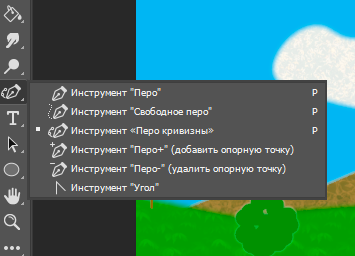 Инструмент "Перо" P
Инструмент "Свободное перо" P
Инструмент «Перо кривизны» P
Инструмент "Перо+" (добавить опорную точку)
Инструмент "Перо-" (удалить опорную точку)
Инструмент "Угол"